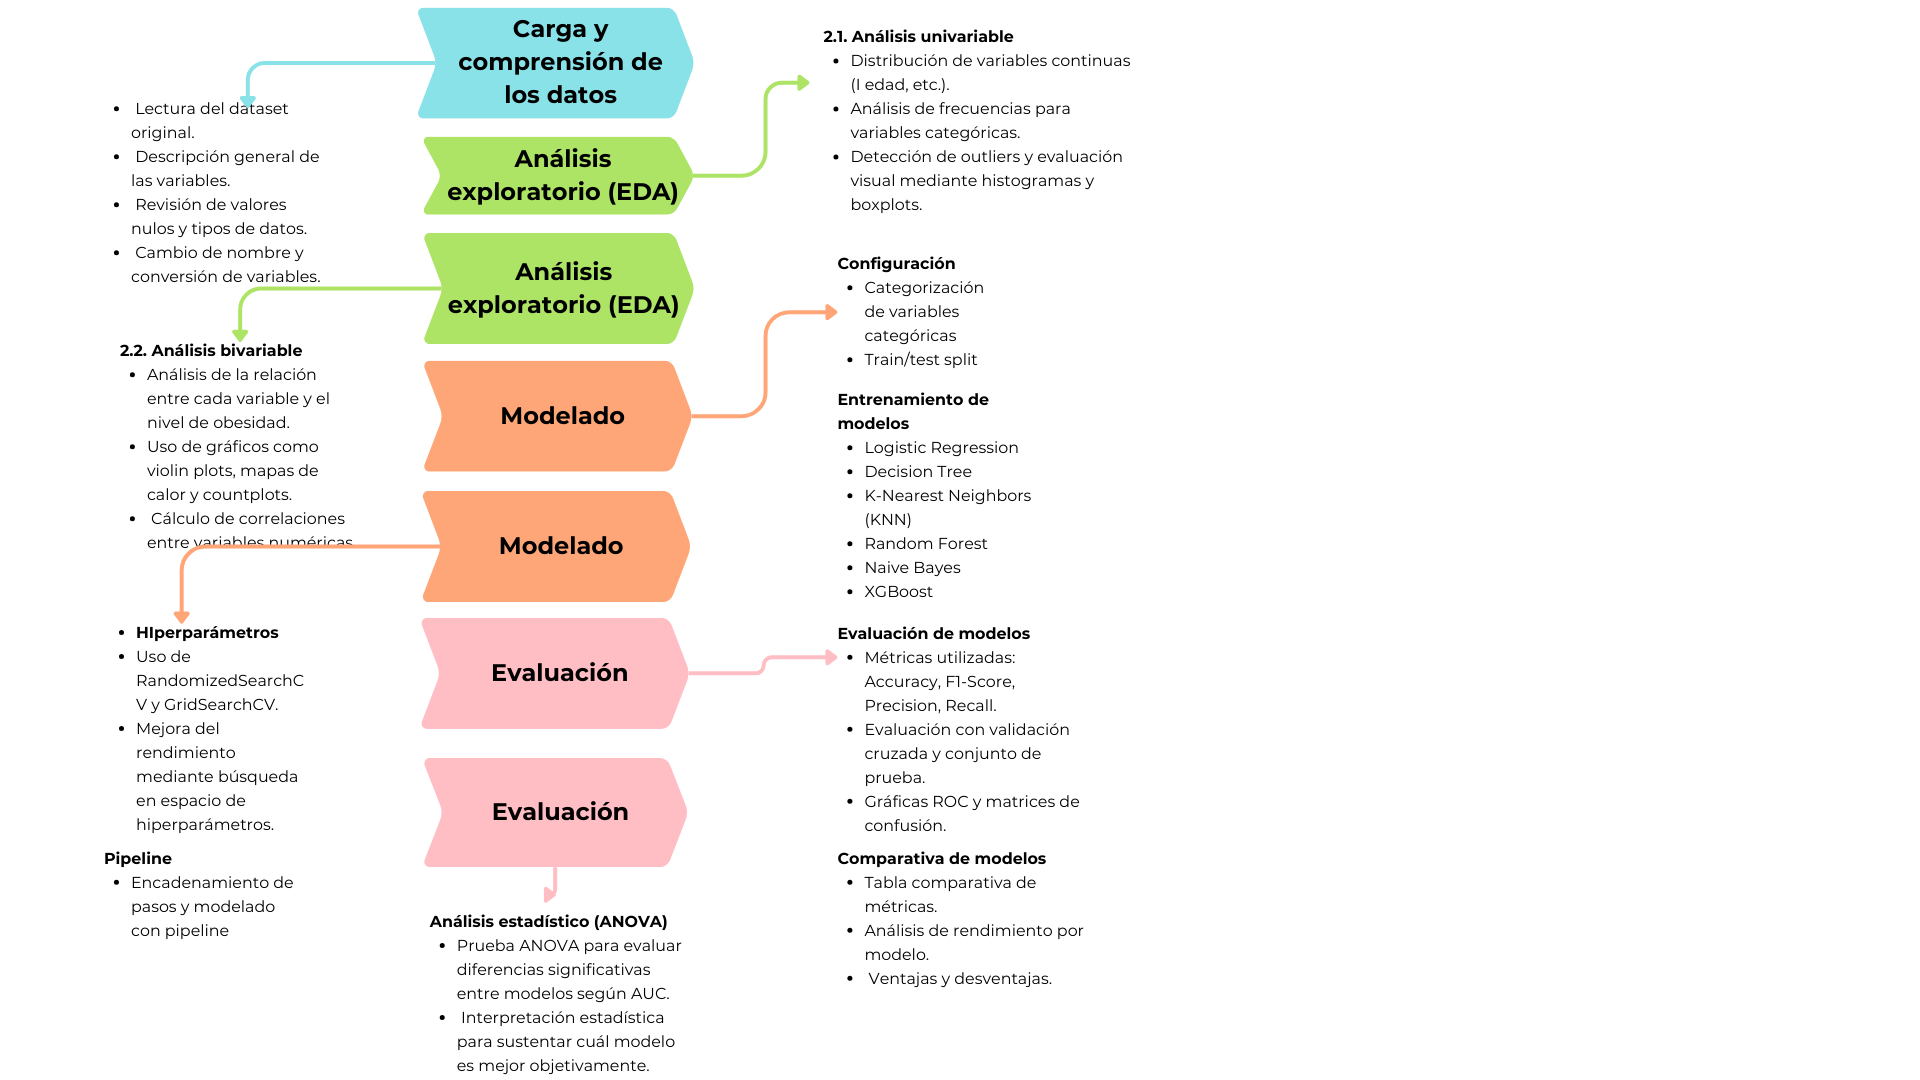 Carga y
comprensión de
los datos
• Lectura del dataset
original.
• Descripción general de
las variables.
• Revisión de valores
nulos y tipos de datos.
• Cambio de nombre y
conversión de variables.
Análisis
exploratorio (EDA)
2.1. Análisis univariable
• Distribución de variables continuas
(I edad, etc.).
• Análisis de frecuencias para
variables categóricas.
• Detección de outliers y evaluación
visual mediante histogramas y
boxplots.
Análisis
exploratorio (EDA)
2.2. Análisis bivariable
• Análisis de la relación
entre cada variable y el
nivel de obesidad.
• Uso de gráficos como
violin plots, mapas de
calor y countplots.
• Cálculo de correlaciones
entre variables numéricas.
Modelado
Configuración
• Categorización
de variables
categóricas
• Train/test split
Entrenamiento de
modelos
• Logistic Regression
• Decision Tree
• K-Nearest Neighbors
(KNN)
• Random Forest
• Naive Bayes
• XGBoost
Modelado
• HIperparámetros
• Uso de
RandomizedSearchC
V y GridSearchCV.
• Mejora del
rendimiento
mediante búsqueda
en espacio de
hiperparámetros.
Pipeline
• Encadenamiento de
pasos y modelado
con pipeline
Evaluación
Evaluación de modelos
• Métricas utilizadas:
Accuracy, F1-Score,
Precision, Recall.
• Evaluación con validación
cruzada y conjunto de
prueba.
• Gráficas ROC y matrices de
confusión.
Comparativa de modelos
• Tabla comparativa de
métricas.
• Análisis de rendimiento por
modelo.
• Ventajas y desventajas.
Evaluación
Análisis estadístico (ANOVA)
• Prueba ANOVA para evaluar
diferencias significativas
entre modelos según AUC.
• Interpretación estadística
para sustentar cuál modelo
es mejor objetivamente.